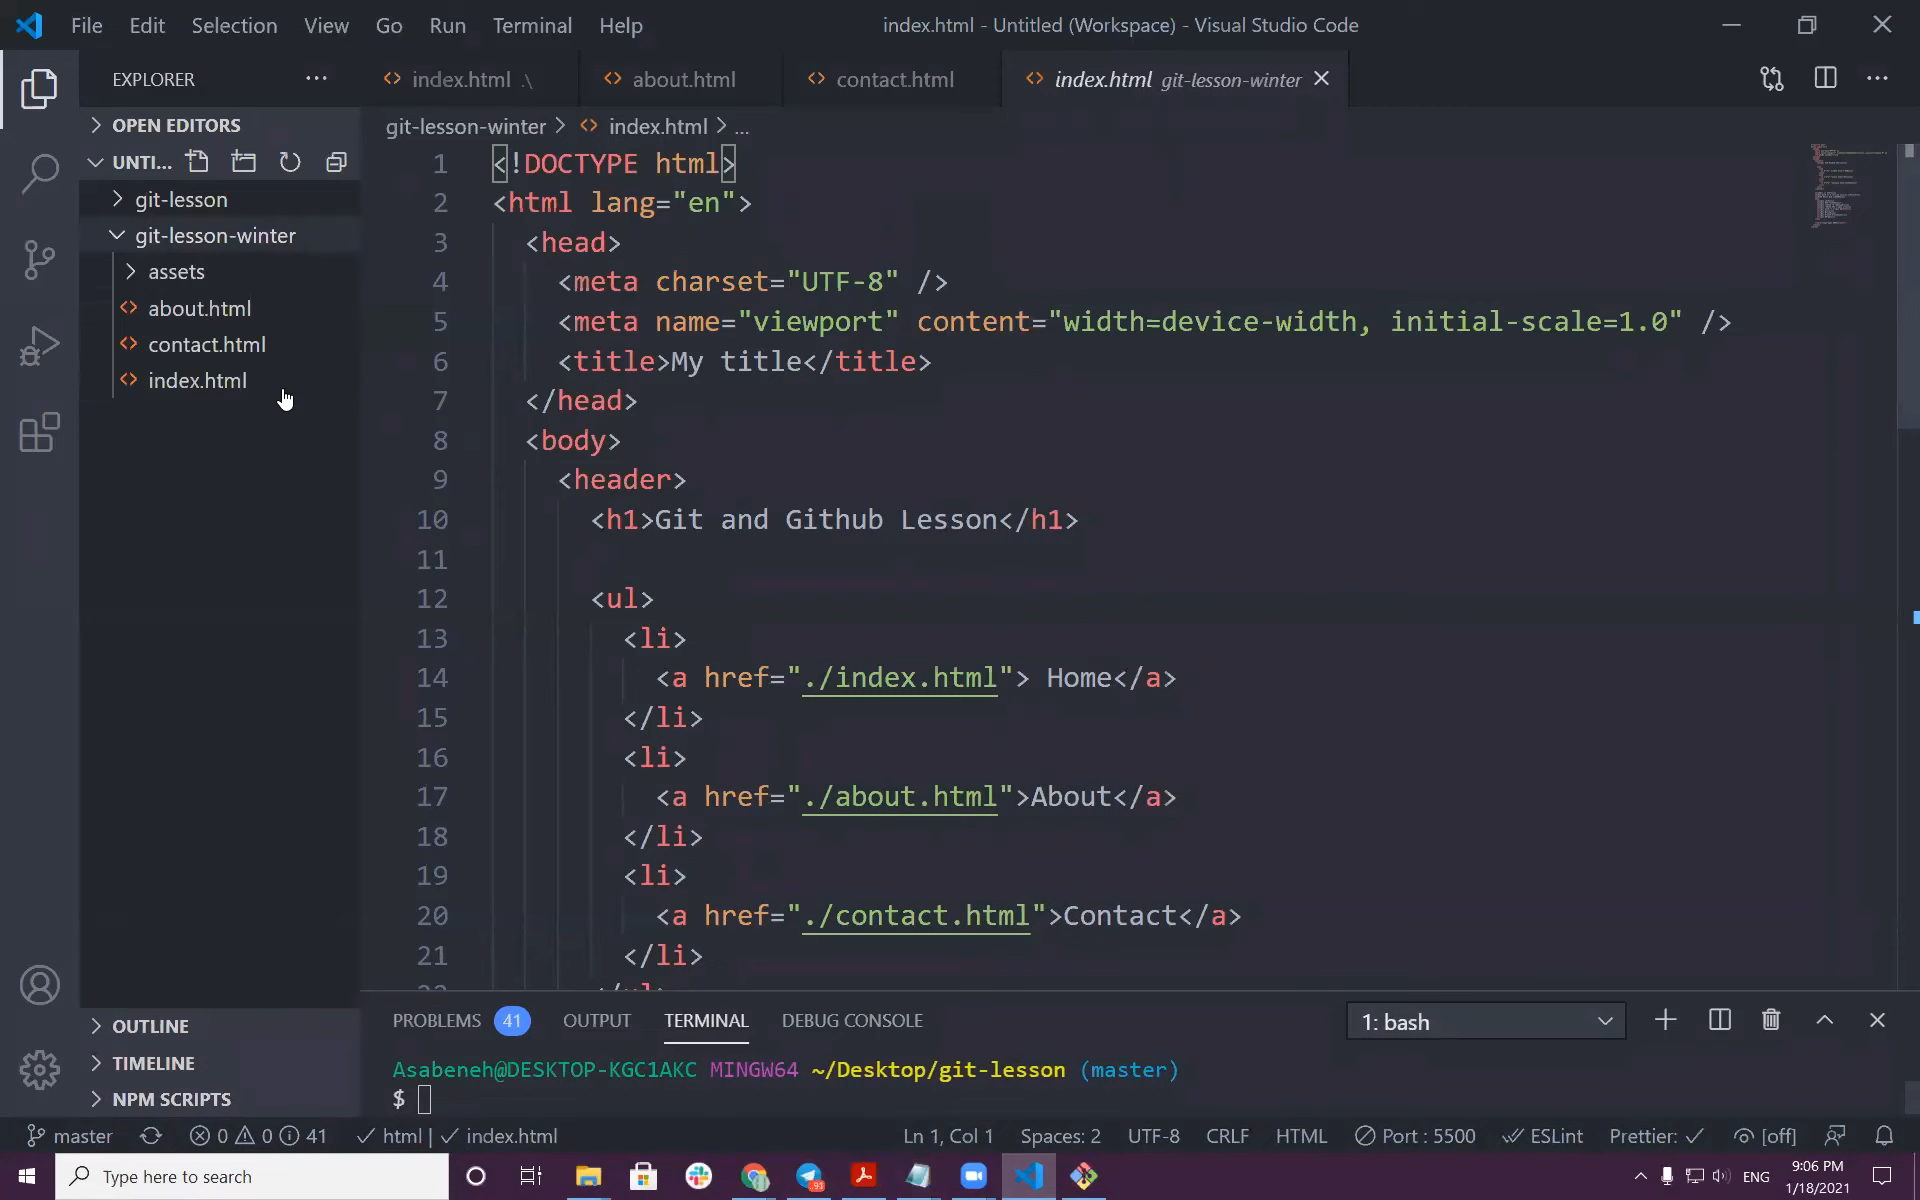 File Edit Selection View Go Run Terminal Help
index.html - Untitled (Workspace) - Visual Studio Code
EXPLORER ...
index.html .\
about.html
contact.html
index.html git-lesson-winter
OPEN EDITORS
UNTI...
git-lesson
git-lesson-winter
assets
about.html
contact.html
index.html
git-lesson-winter > index.html > ...
1 <!DOCTYPE html>
2 <html lang="en">
3 <head>
4 <meta charset="UTF-8" />
5 <meta name="viewport" content="width=device-width, initial-scale=1.0" />
6 <title>My title</title>
7 </head>
8 <body>
9 <header>
10 <h1>Git and Github Lesson</h1>
11
12 <ul>
13 <li>
14 <a href="./index.html"> Home</a>
15 </li>
16 <li>
17 <a href="./about.html">About</a>
18 </li>
19 <li>
20 <a href="./contact.html">Contact</a>
21 </li>
OUTLINE
TIMELINE
NPM SCRIPTS
PROBLEMS 41 OUTPUT TERMINAL DEBUG CONSOLE
1: bash
Asabeneh@DESKTOP-KGC1AKC MINGW64 ~/Desktop/git-lesson (master)
$
master 0 0 41 html | index.html
Ln 1, Col 1 Spaces: 2 UTF-8 CRLF HTML Port : 5500 ESLint Prettier: [off]
Type here to search
ENG
9:06 PM
1/18/2021